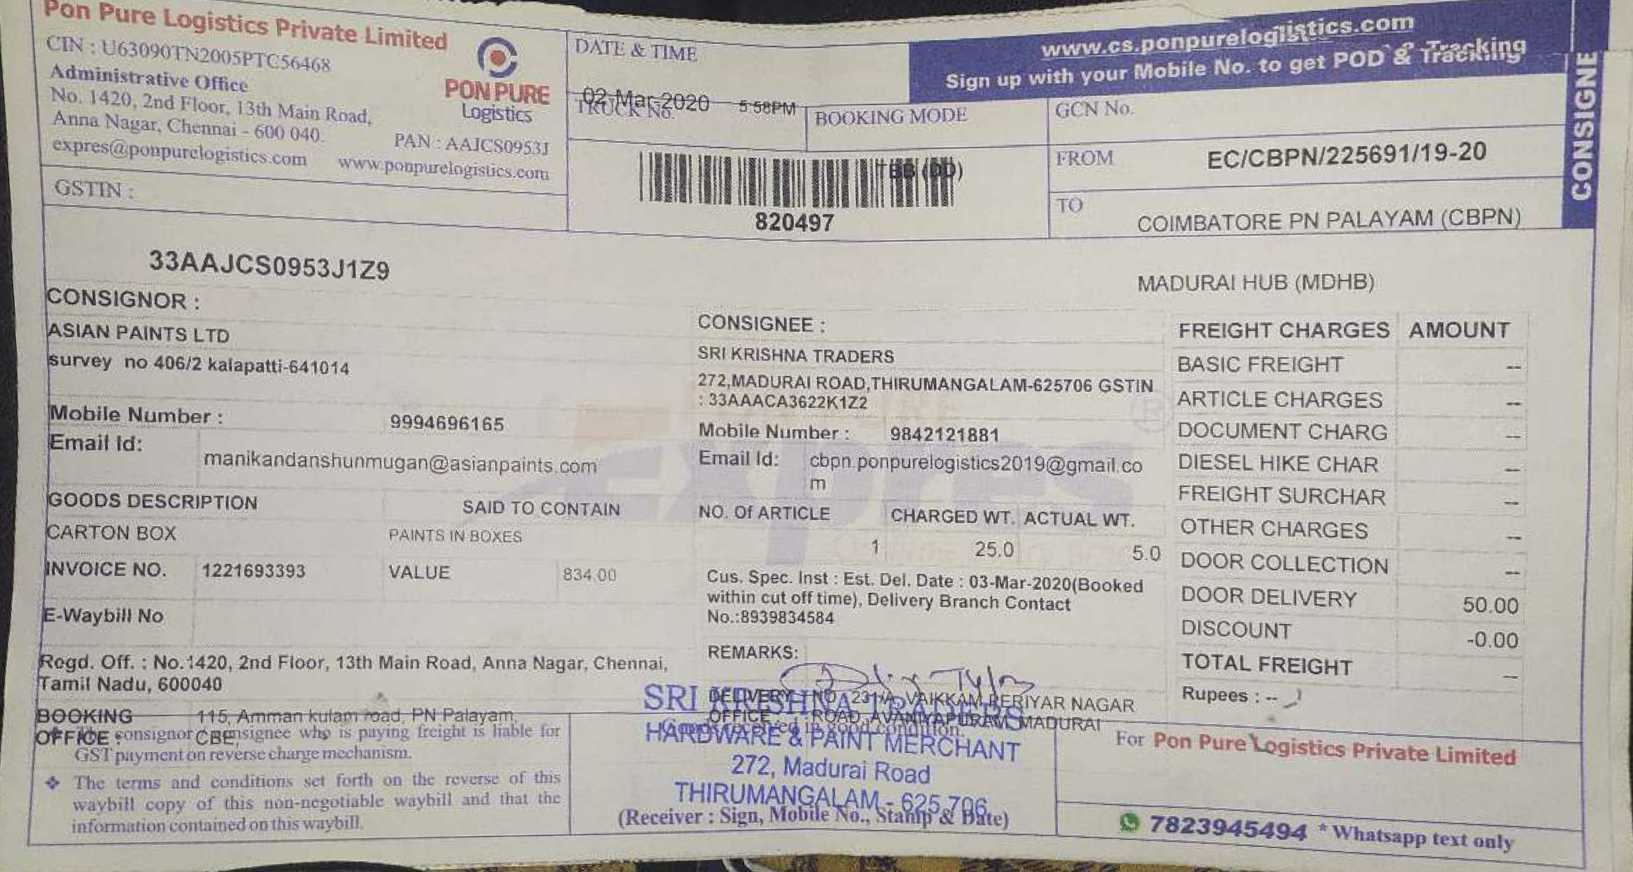 Pon Pure Logistics Private Limited
CIN : U63090TN2005PTC56468
Administrative Office
No. 1420, 2nd Floor, 13th Main Road,
Anna Nagar, Chennai - 600 040.
PAN : AAJCS0953J
expres@ponpurelogistics.com www.ponpurelogistics.com
PON PURE
Logistics
GSTIN :
33AAJCS0953J1Z9
DATE & TIME
02-Mar-2020 5:58PM
TRUCK No.
BOOKING MODE
TBB (DD)
820497
www.cs.ponpurelogiistics.com
Sign up with your Mobile No. to get POD & Tracking
CONSIGNE
GCN No.
FROM EC/CBPN/225691/19-20
TO COIMBATORE PN PALAYAM (CBPN)
MADURAI HUB (MDHB)
CONSIGNOR :
ASIAN PAINTS LTD
survey no 406/2 kalapatti-641014
Mobile Number : 9994696165
Email Id: manikandanshunmugan@asianpaints.com
CONSIGNEE :
SRI KRISHNA TRADERS
272,MADURAI ROAD,THIRUMANGALAM-625706 GSTIN
: 33AAACA3622K1Z2
Mobile Number : 9842121881
Email Id: cbpn.ponpurelogistics2019@gmail.co
m
GOODS DESCRIPTION SAID TO CONTAIN
CARTON BOX PAINTS IN BOXES
INVOICE NO. 1221693393 VALUE 834.00
E-Waybill No
NO. Of ARTICLE CHARGED WT. ACTUAL WT.
1 25.0 5.0
Cus. Spec. Inst : Est. Del. Date : 03-Mar-2020(Booked
within cut off time), Delivery Branch Contact
No.:8939834584
REMARKS:
FREIGHT CHARGES AMOUNT
BASIC FREIGHT --
ARTICLE CHARGES --
DOCUMENT CHARG --
DIESEL HIKE CHAR --
FREIGHT SURCHAR --
OTHER CHARGES --
DOOR COLLECTION --
DOOR DELIVERY 50.00
DISCOUNT -0.00
TOTAL FREIGHT --
Rupees : --
Regd. Off. : No.1420, 2nd Floor, 13th Main Road, Anna Nagar, Chennai,
Tamil Nadu, 600040
BOOKING 115, Amman kulam road, PN Palayam,
OFFICE : CBE
consignor consignee who is paying freight is liable for
GST payment on reverse charge mechanism.
❖ The terms and conditions set forth on the reverse of this
waybill copy of this non-negotiable waybill and that the
information contained on this waybill.
DELIVERY NO 231/A, VAIKKAM PERIYAR NAGAR
OFFICE : ROAD, AVANIYAPURAM, MADURAI
SRI KRISHNA TRADERS
HARDWARE & PAINT MERCHANT
272, Madurai Road
THIRUMANGALAM - 625 706
(Receiver : Sign, Mobile No., Stamp & Date)
For Pon Pure Logistics Private Limited
7823945494 * Whatsapp text only